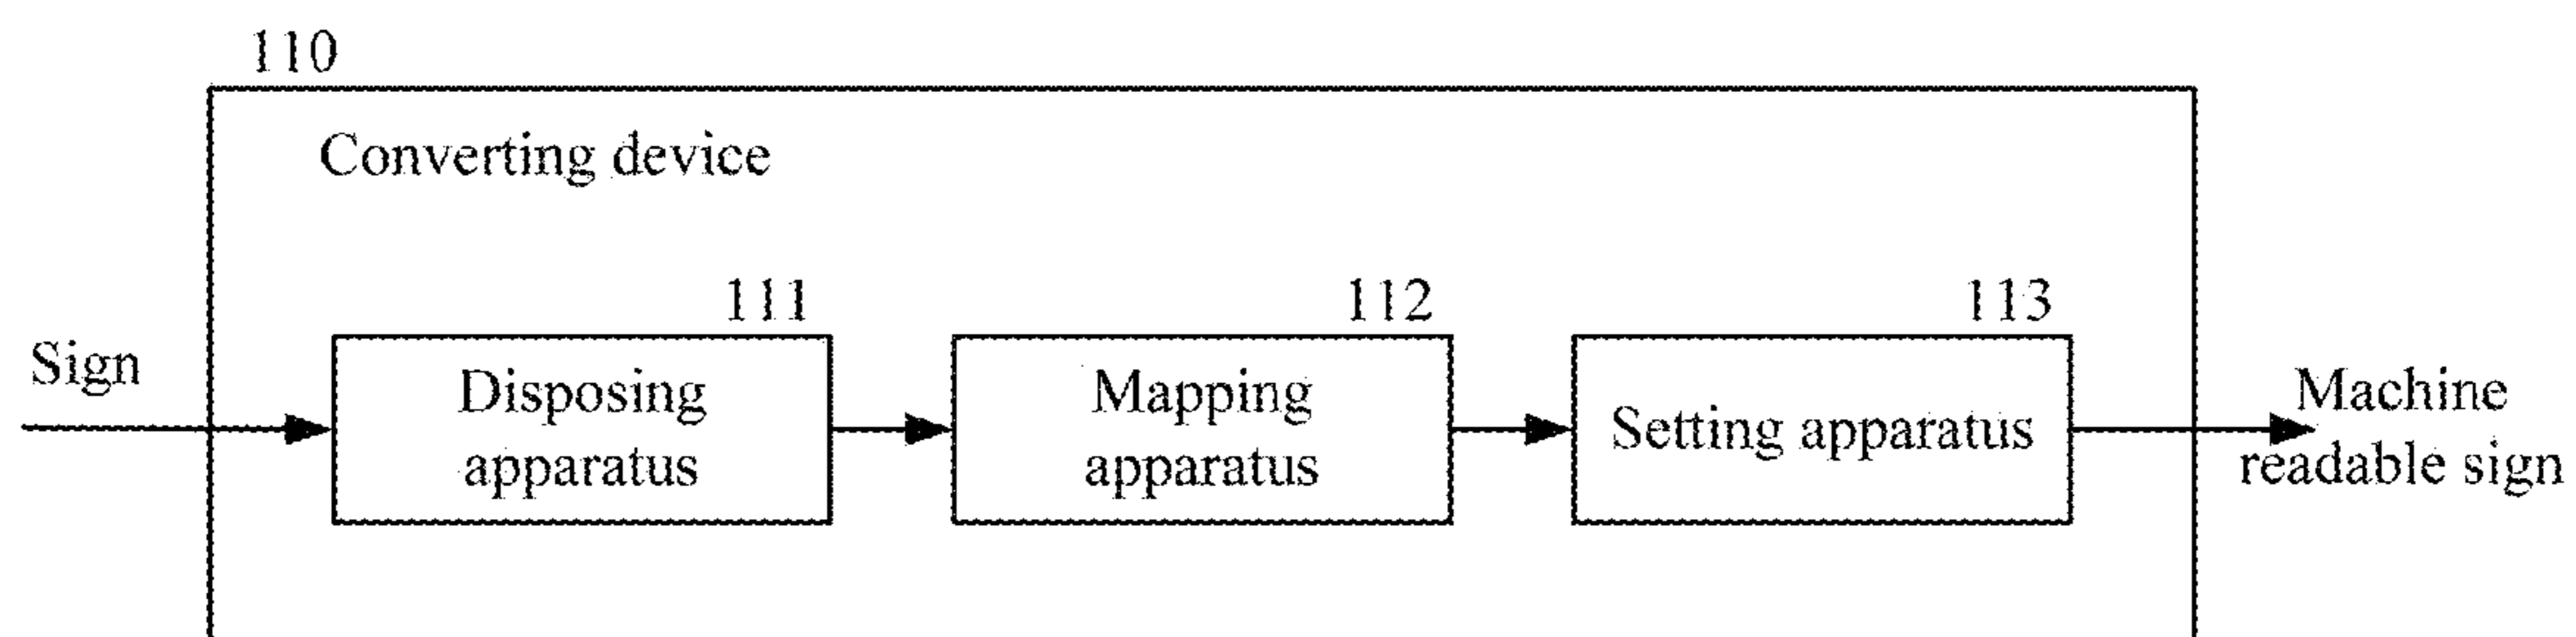 110
Converting device
111
112
113
Sign
Disposing
apparatus
Mapping
apparatus
Setting apparatus
Machine
readable sign